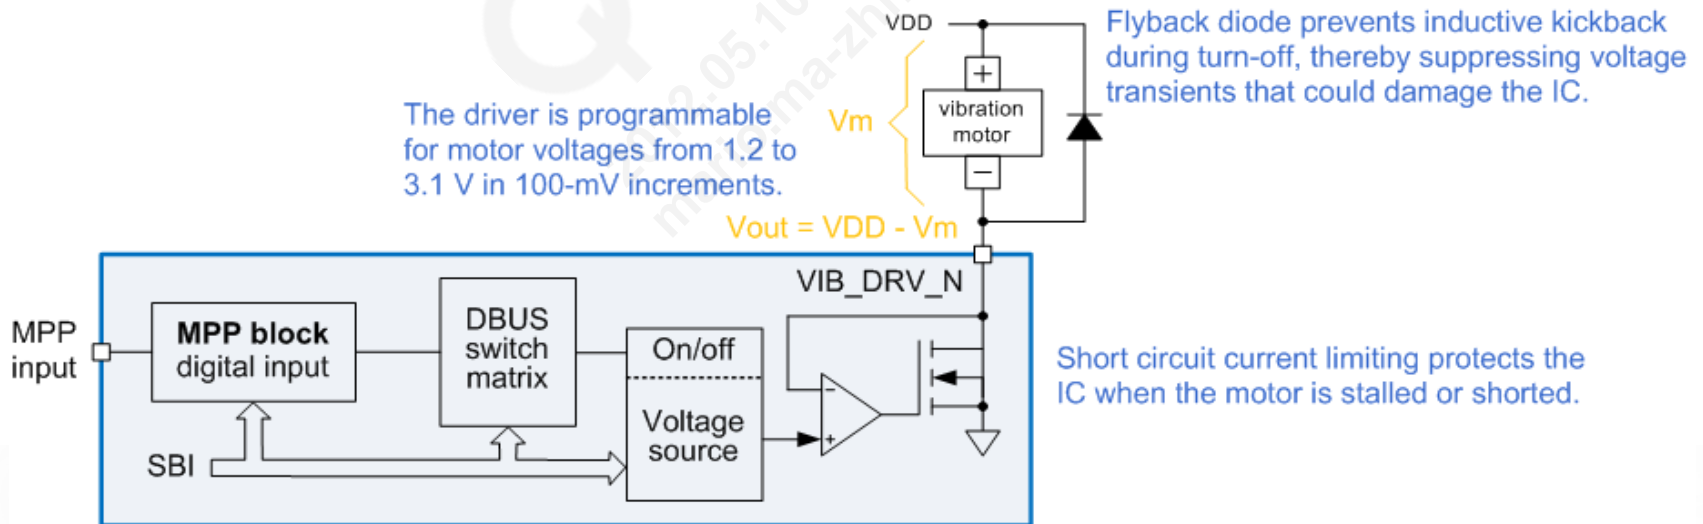 VDD
Flyback diode prevents inductive kickback
during turn-off, thereby suppressing voltage
transients that could damage the IC.
+
vibration
motor
−
Vm
The driver is programmable
for motor voltages from 1.2 to
3.1 V in 100-mV increments.
Vout = VDD - Vm
VIB_DRV_N
MPP
input
MPP block
digital input
DBUS
switch
matrix
On/off
Voltage
source
-
+
SBI
Short circuit current limiting protects the
IC when the motor is stalled or shorted.